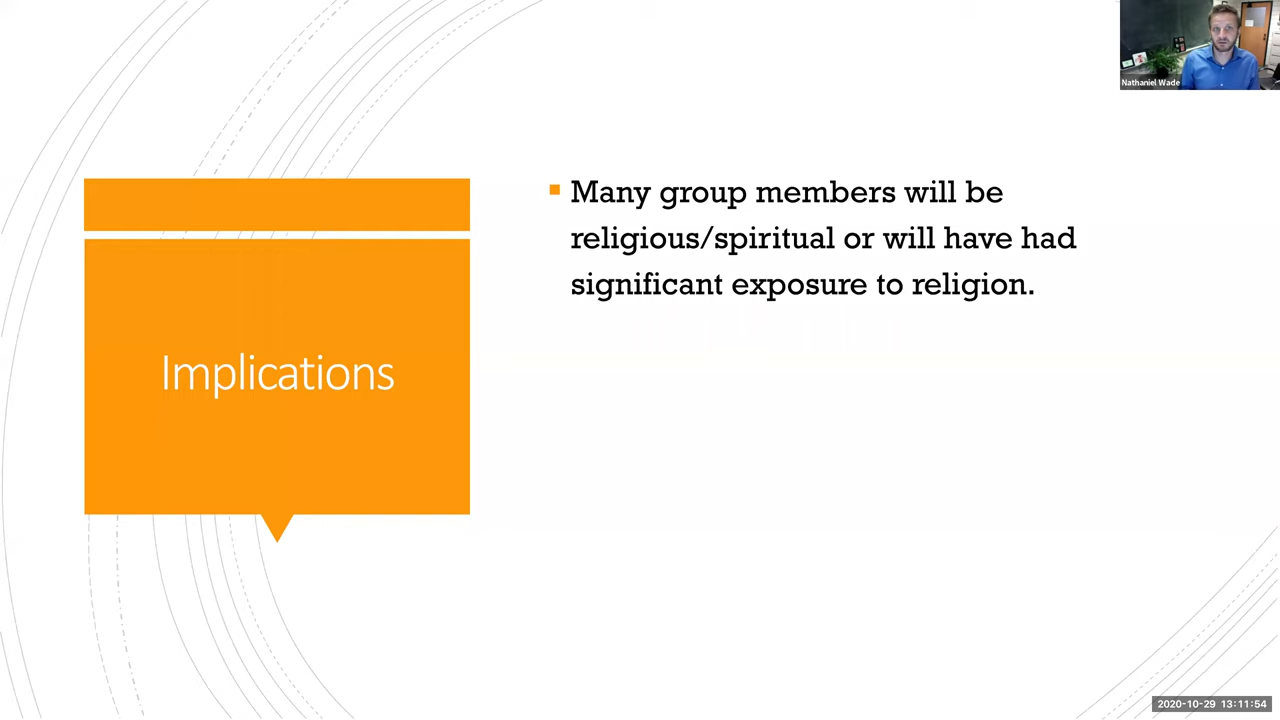 Nathaniel Wade
Many group members will be
religious/spiritual or will have had
significant exposure to religion.
Implications
2020-10-29 13:11:54